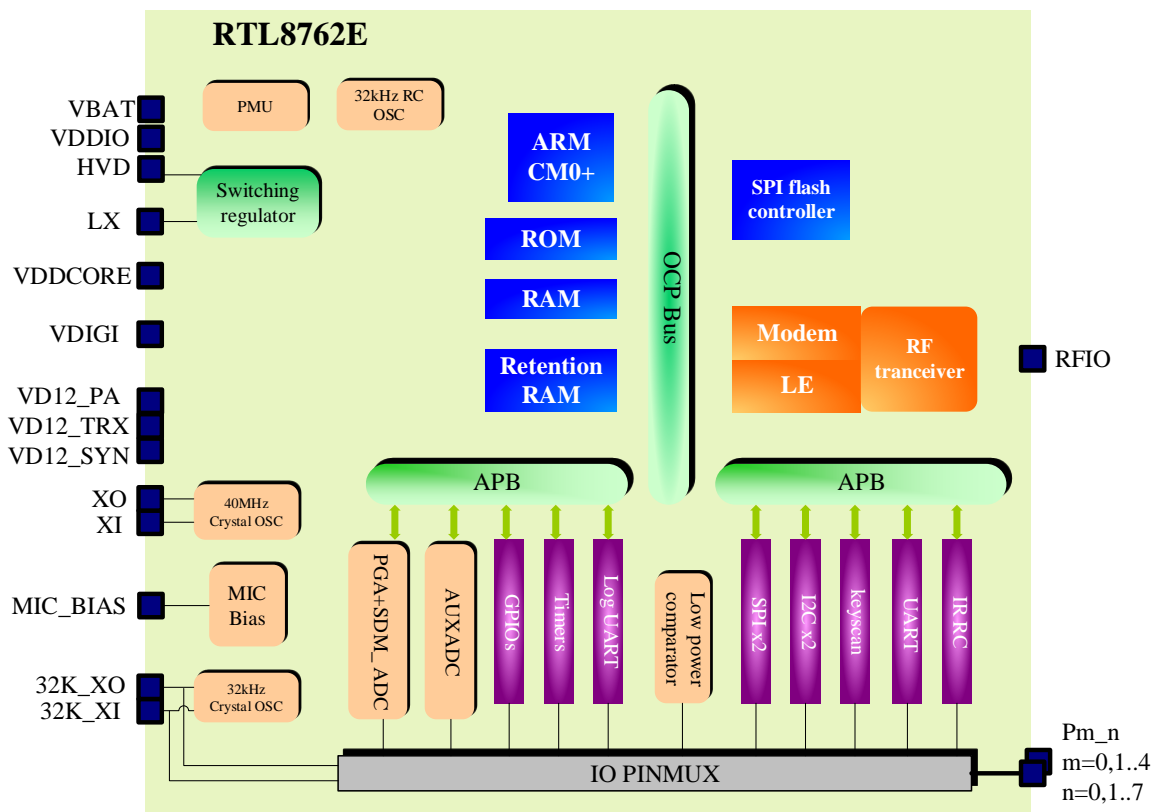 RTL8762E
VBAT
VDDIO
HVD
LX
VDDCORE
VDIGI
VD12_PA
VD12_TRX
VD12_SYN
XO
XI
MIC_BIAS
32K_XO
32K_XI
PMU
32kHz RC
OSC
Switching
regulator
40MHz
Crystal OSC
MIC
Bias
32kHz
Crystal OSC
ARM
CM0+
ROM
RAM
Retention
RAM
OCP Bus
SPI flash
controller
Modem
LE
RF
tranceiver
RFIO
APB
APB
PGA+SDM_ ADC
AUXADC
GPIOs
Timers
Log UART
Low power
comparator
SPI x2
I2C x2
keyscan
UART
IR RC
IO PINMUX
Pm_n
m=0,1..4
n=0,1..7